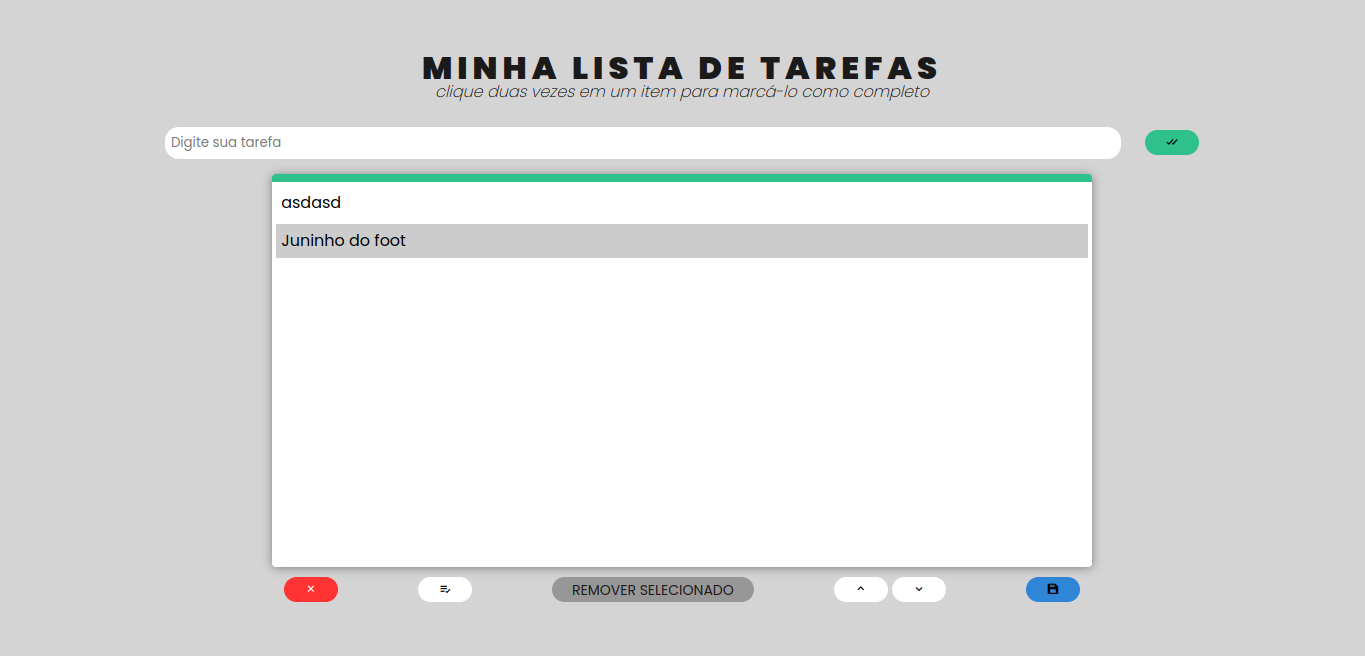 MINHA LISTA DE TAREFAS
clique duas vezes em um item para marcá-lo como completo
Digite sua tarefa
asdasd
Juninho do foot
REMOVER SELECIONADO